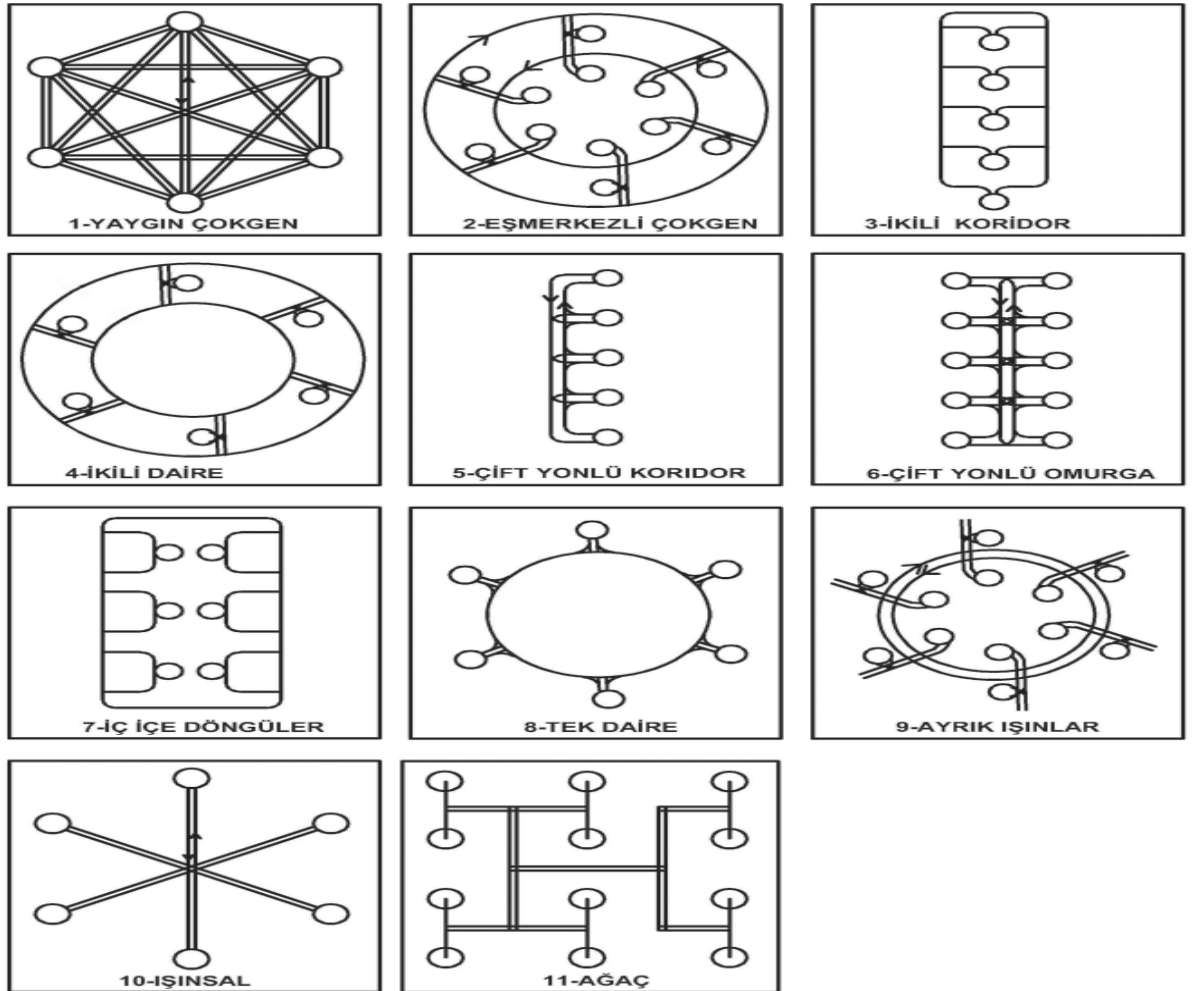 1-YAYGIN ÇOKGEN
2-EŞMERKEZLİ ÇOKGEN
3-İKİLİ KORİDOR
4-İKİLİ DAİRE
5-ÇİFT YONLÜ KORIDOR
6-ÇİFT YONLÜ OMURGA
7-İÇ İÇE DÖNGÜLER
8-TEK DAİRE
9-AYRIK IŞINLAR
10-IŞINSAL
11-AĞAÇ